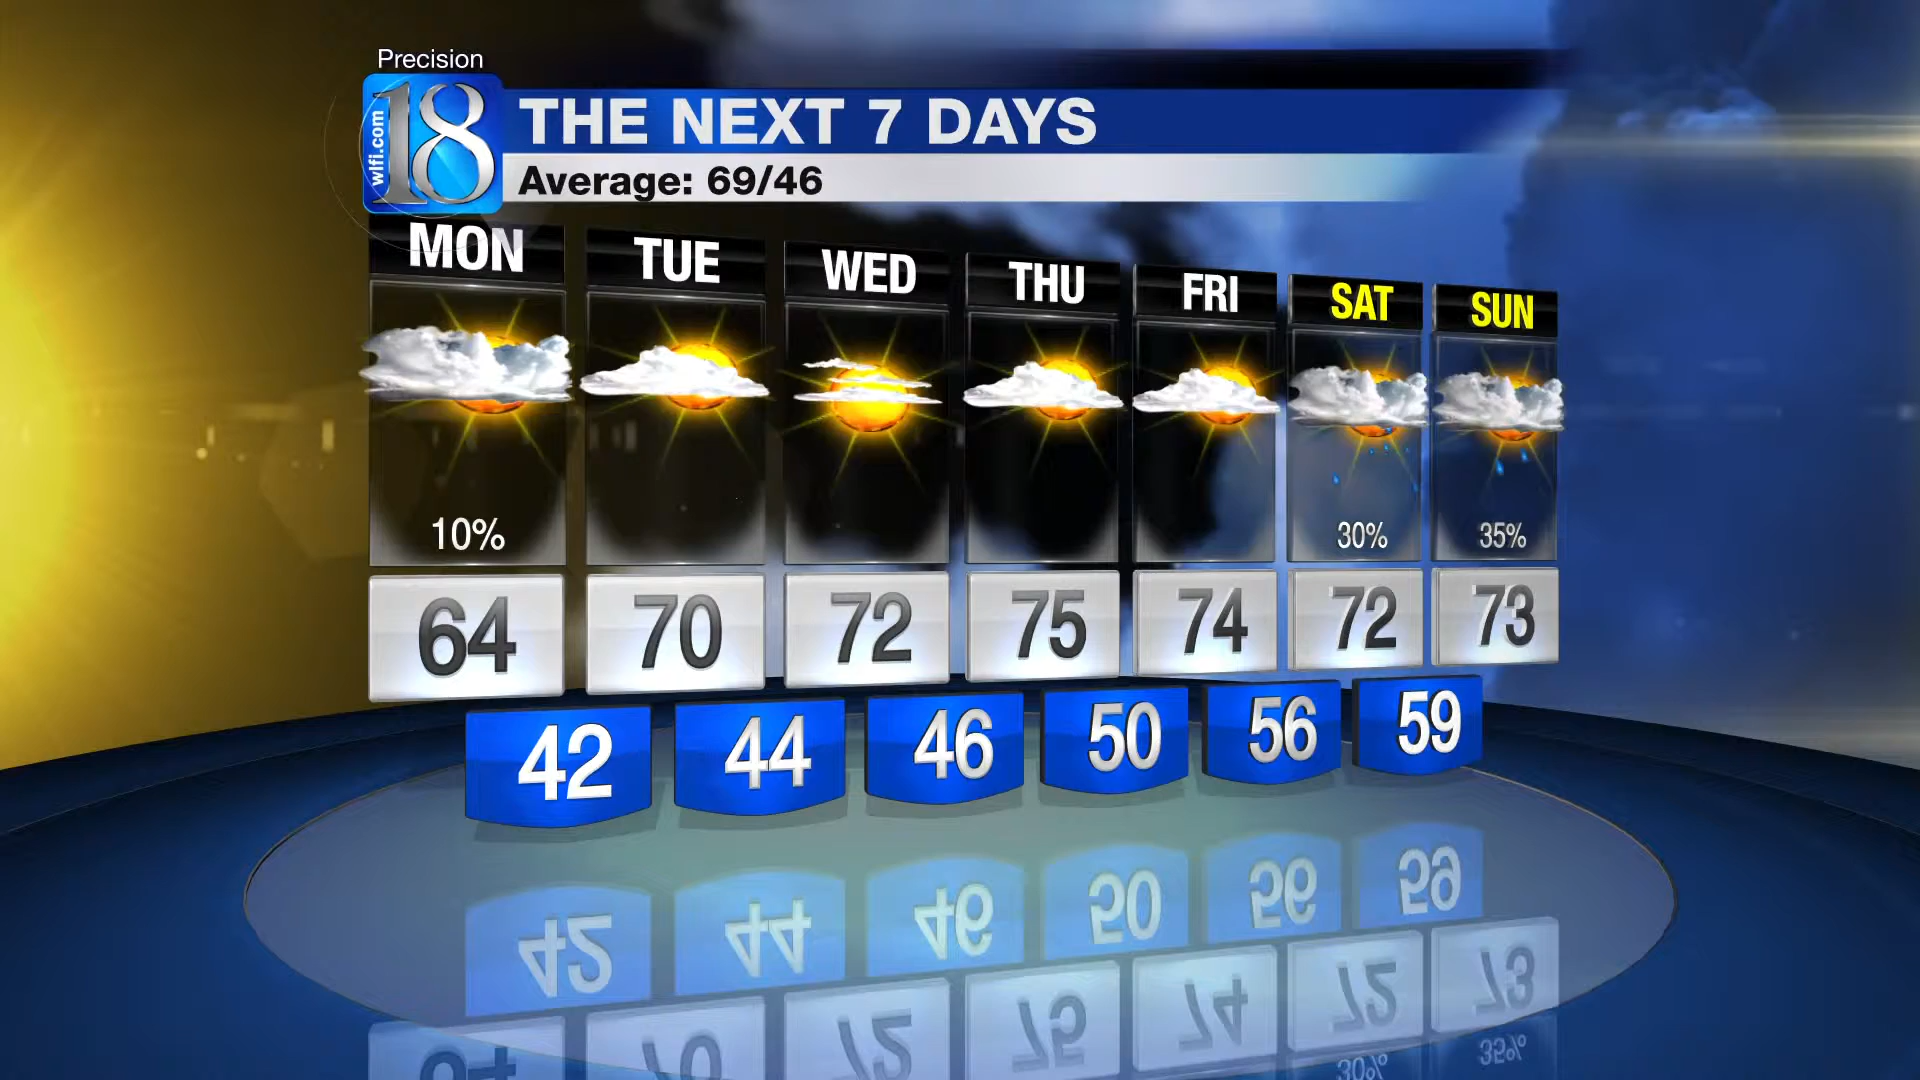 Precision
wlfi.com
18
THE NEXT 7 DAYS
Average: 69/46
MON TUE WED THU FRI SAT SUN
10% 30% 35%
64 70 72 75 74 72 73
42 44 46 50 56 59